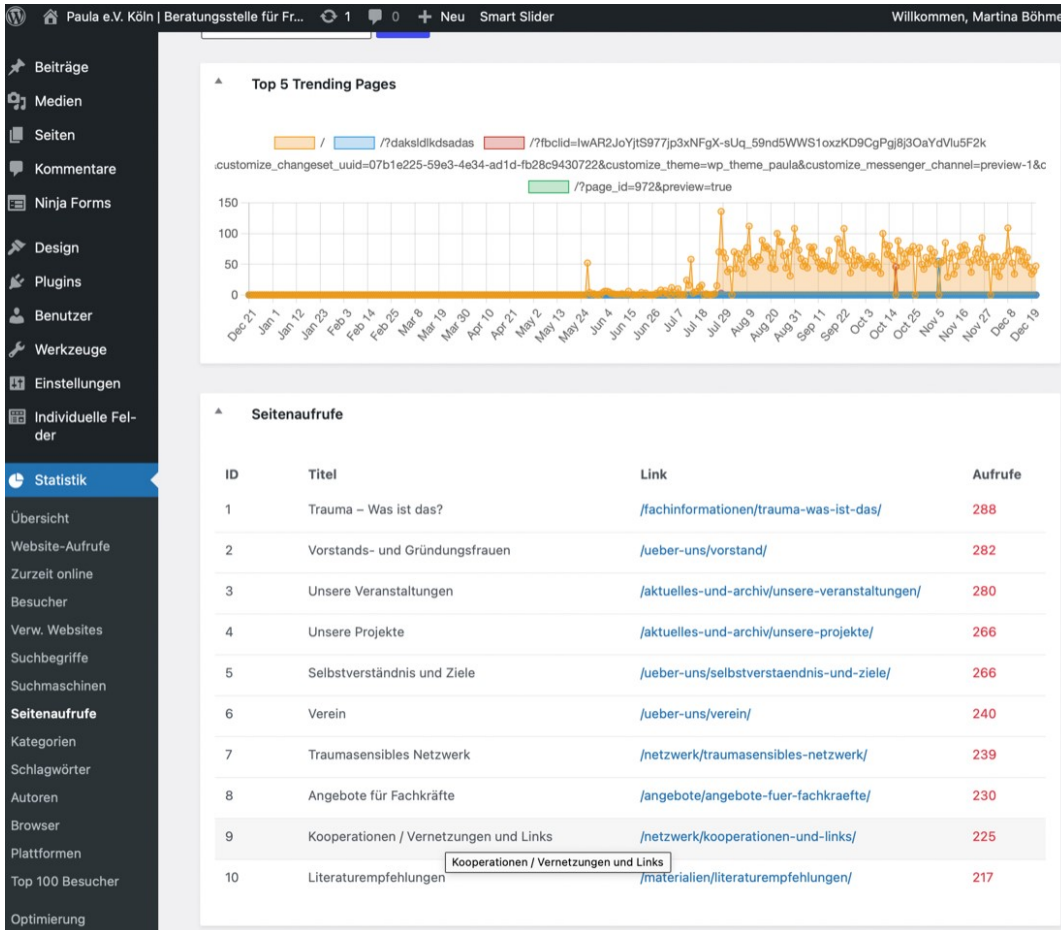 Paula e.V. Köln | Beratungsstelle für Fr... 1 0 + Neu Smart Slider Willkommen, Martina Böhme
Beiträge
Medien
Seiten
Kommentare
Ninja Forms
Design
Plugins
Benutzer
Werkzeuge
Einstellungen
Individuelle Fel-
der
Statistik
Übersicht
Website-Aufrufe
Zurzeit online
Besucher
Verw. Websites
Suchbegriffe
Suchmaschinen
Seitenaufrufe
Kategorien
Schlagwörter
Autoren
Browser
Plattformen
Top 100 Besucher
Optimierung
Top 5 Trending Pages
/ /?daksldlkdsadas /?fbclid=IwAR2JoYjtS977jp3xNFgX-sUq_59nd5WWS1oxzKD9CgPgj8j3OaYdVlu5F2k
customize_changeset_uuid=07b1e225-59e3-4e34-ad1d-fb28c9430722&customize_theme=wp_theme_paula&customize_messenger_channel=preview-1&c
/?page_id=972&preview=true
150
100
50
0
Dec 21 Jan 1 Jan 12 Jan 23 Feb 3 Feb 14 Feb 25 Mar 8 Mar 19 Mar 30 Apr 10 Apr 21 May 2 May 13 May 24 Jun 4 Jun 15 Jun 26 Jul 7 Jul 18 Jul 29 Aug 9 Aug 20 Aug 31 Sep 11 Sep 22 Oct 3 Oct 14 Oct 25 Nov 5 Nov 16 Nov 27 Dec 8 Dec 19
Seitenaufrufe
ID Titel Link Aufrufe
1 Trauma – Was ist das? /fachinformationen/trauma-was-ist-das/ 288
2 Vorstands- und Gründungsfrauen /ueber-uns/vorstand/ 282
3 Unsere Veranstaltungen /aktuelles-und-archiv/unsere-veranstaltungen/ 280
4 Unsere Projekte /aktuelles-und-archiv/unsere-projekte/ 266
5 Selbstverständnis und Ziele /ueber-uns/selbstverstaendnis-und-ziele/ 266
6 Verein /ueber-uns/verein/ 240
7 Traumasensibles Netzwerk /netzwerk/traumasensibles-netzwerk/ 239
8 Angebote für Fachkräfte /angebote/angebote-fuer-fachkraefte/ 230
9 Kooperationen / Vernetzungen und Links /netzwerk/kooperationen-und-links/ 225
Kooperationen / Vernetzungen und Links
10 Literaturempfehlungen /materialien/literaturempfehlungen/ 217